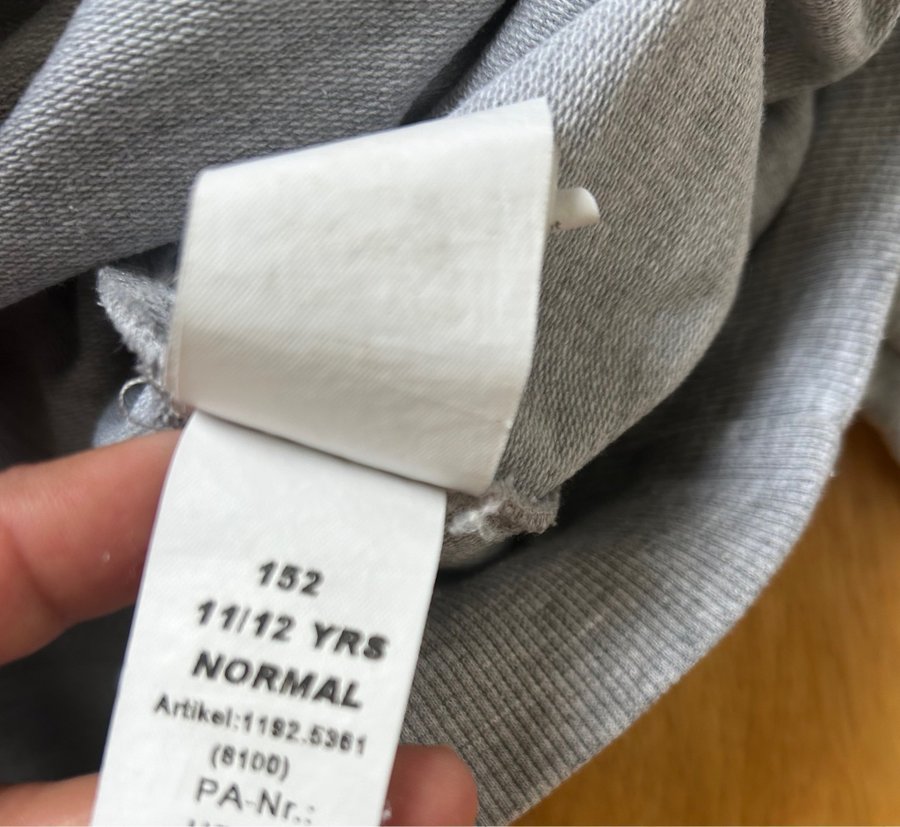 152
11/12 YRS
NORMAL
Artikel:1192.5361
(8100)
PA-Nr.: